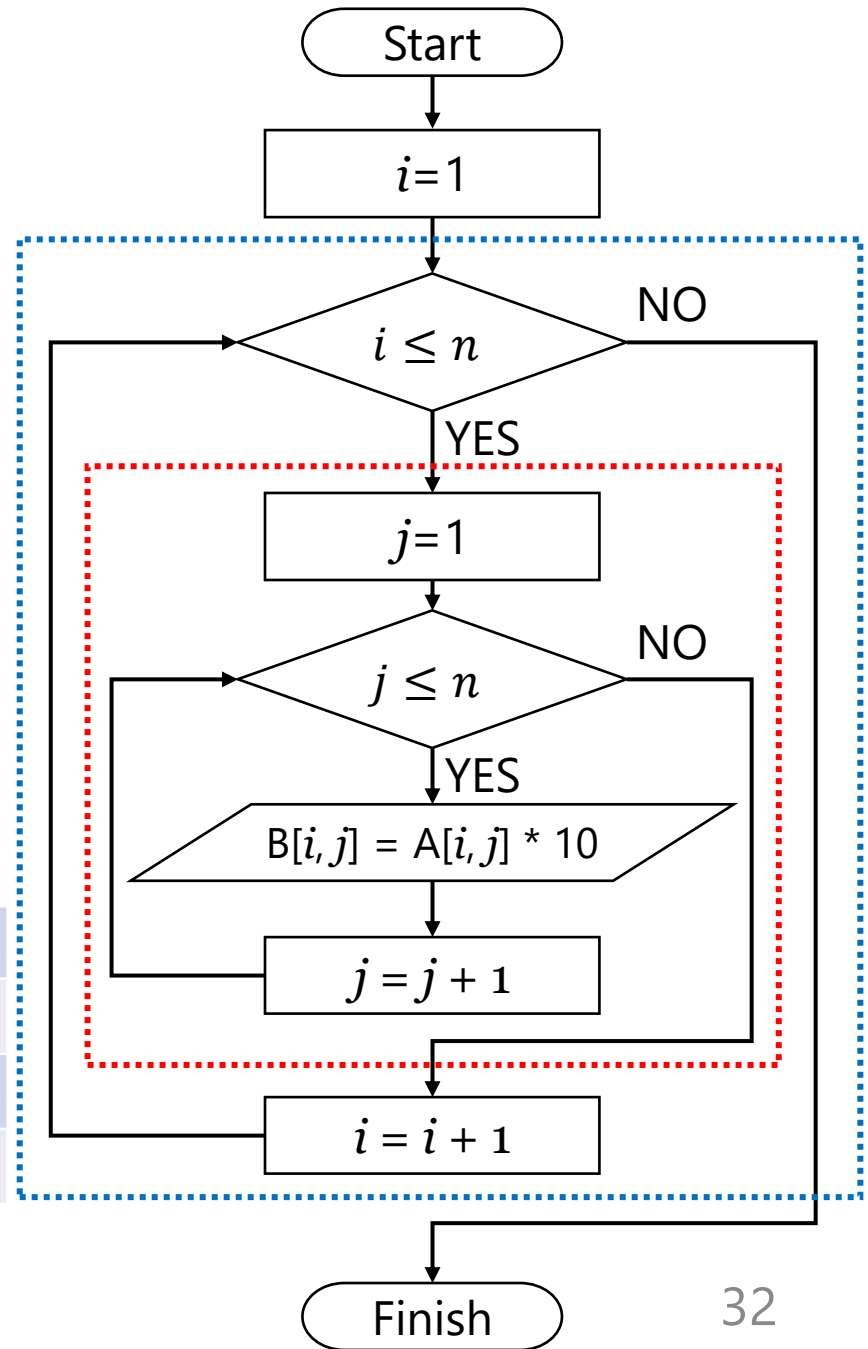 Start
i=1
i ≤ n
NO
YES
j=1
j ≤ n
NO
YES
B[i, j] = A[i, j] * 10
j = j + 1
i = i + 1
Finish
32